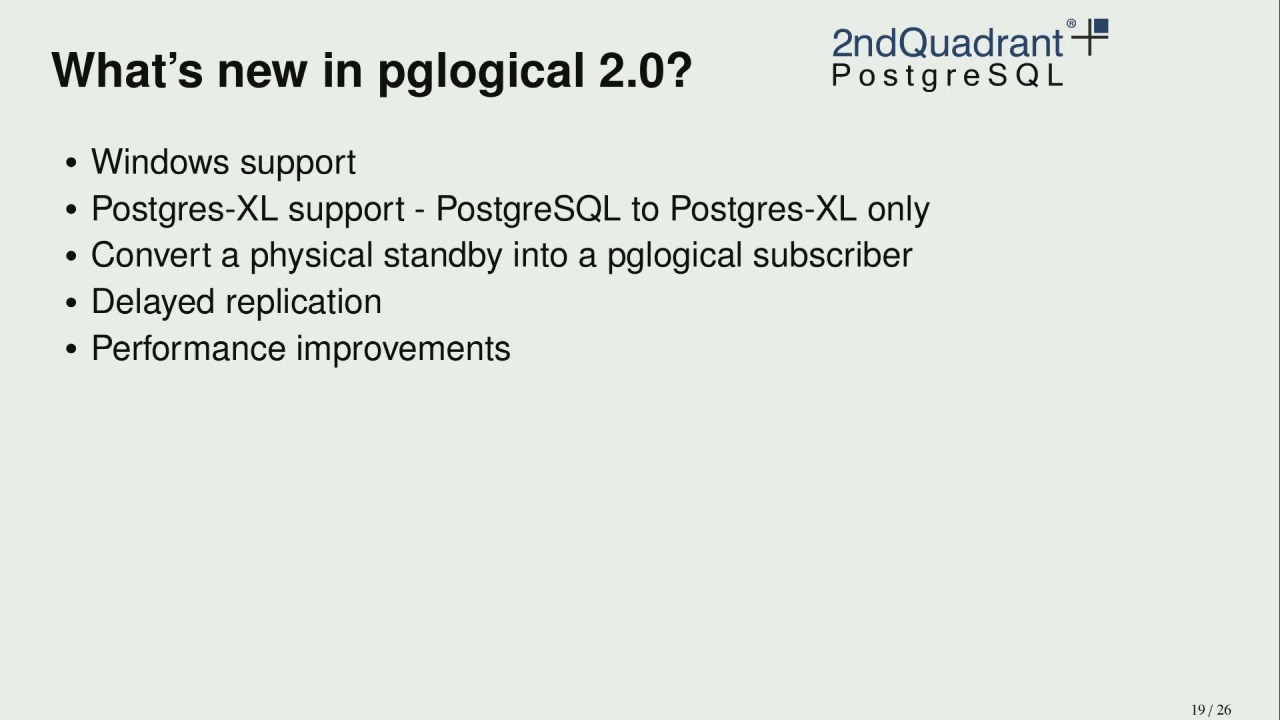 What’s new in pglogical 2.0?
2ndQuadrant®
PostgreSQL
• Windows support
• Postgres-XL support - PostgreSQL to Postgres-XL only
• Convert a physical standby into a pglogical subscriber
• Delayed replication
• Performance improvements
19 / 26